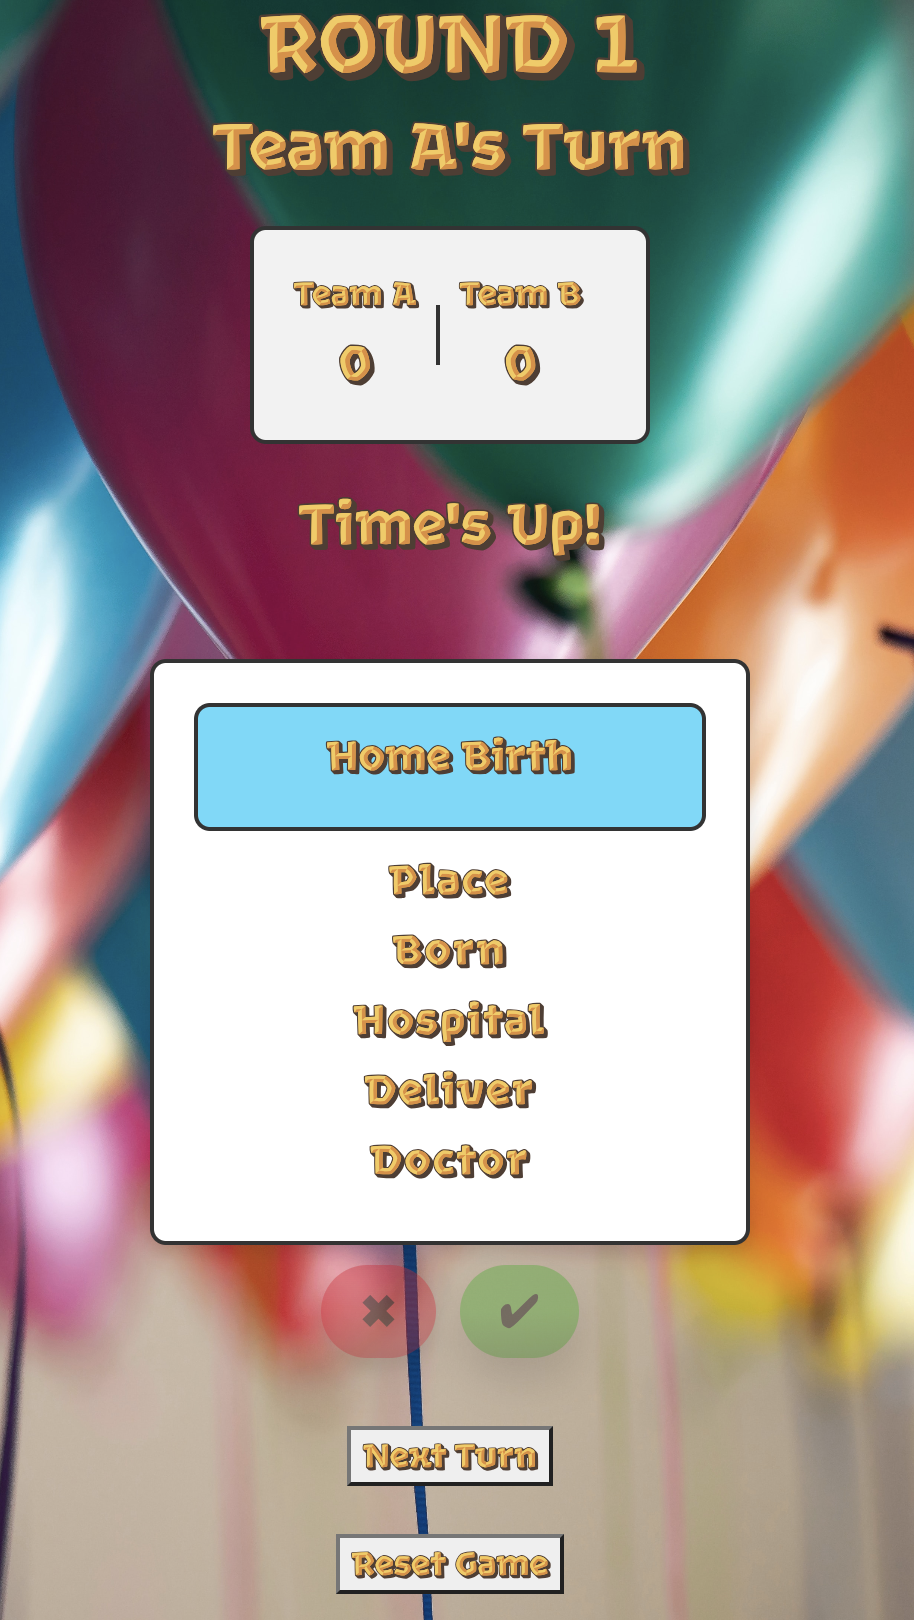 ROUND 1
Team A's Turn
Team A
Team B
0
0
Time's Up!
Home Birth
Place
Born
Hospital
Deliver
Doctor
✖
✔
Next Turn
Reset Game